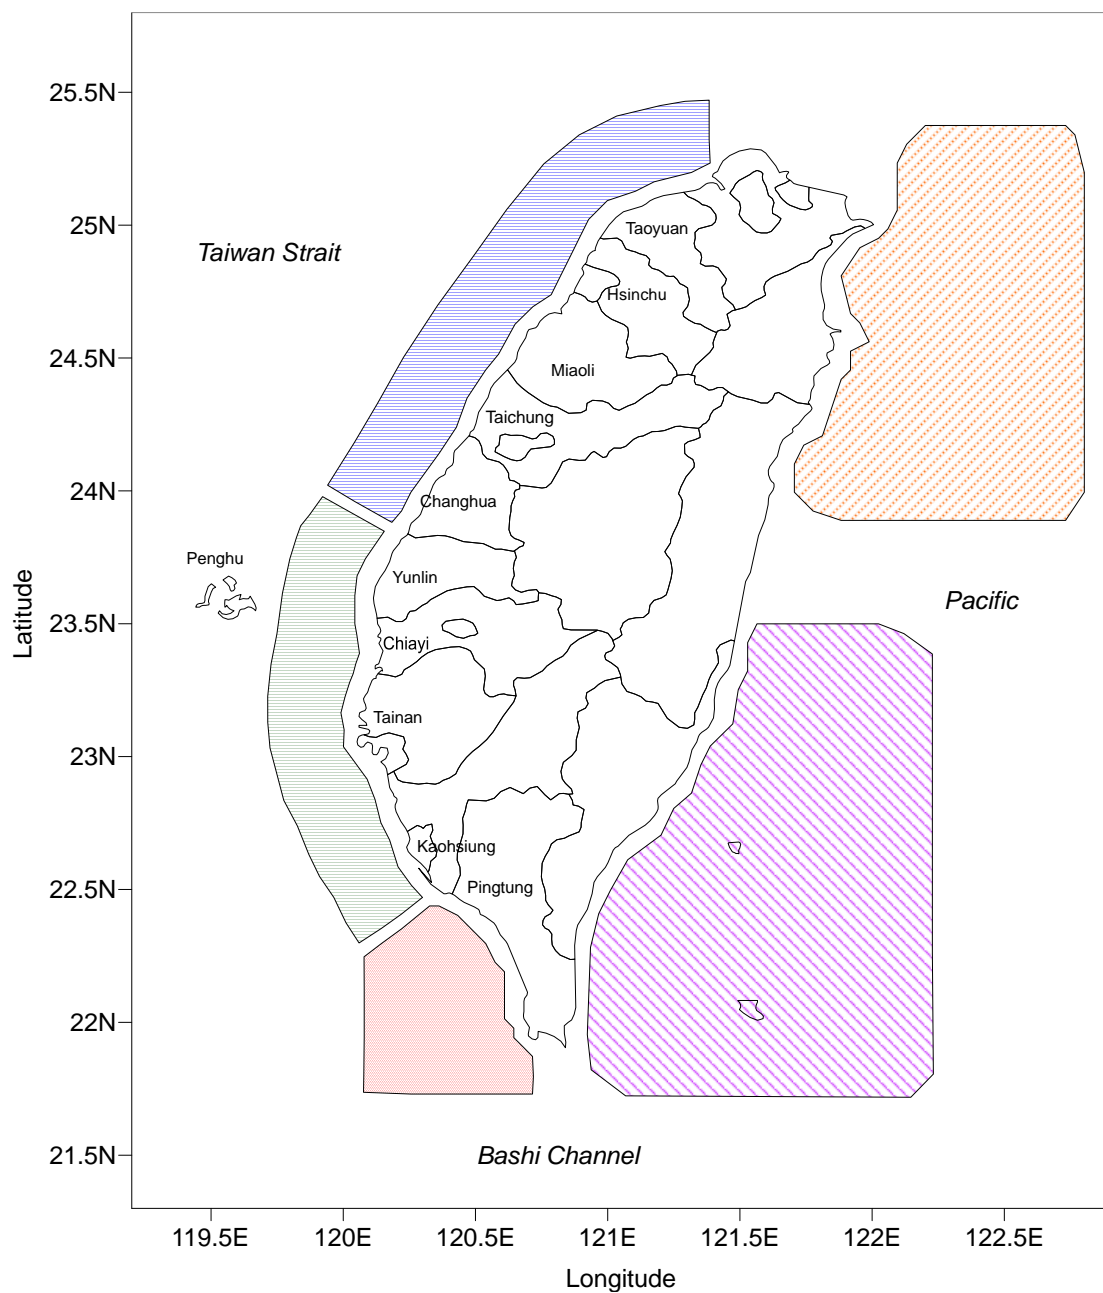 25.5N
25N
24.5N
24N
23.5N
23N
22.5N
22N
21.5N
Latitude
Taiwan Strait
Taoyuan
Hsinchu
Miaoli
Taichung
Changhua
Penghu
Yunlin
Pacific
Chiayi
Tainan
Kaohsiung
Pingtung
Bashi Channel
119.5E 120E 120.5E 121E 121.5E 122E 122.5E
Longitude